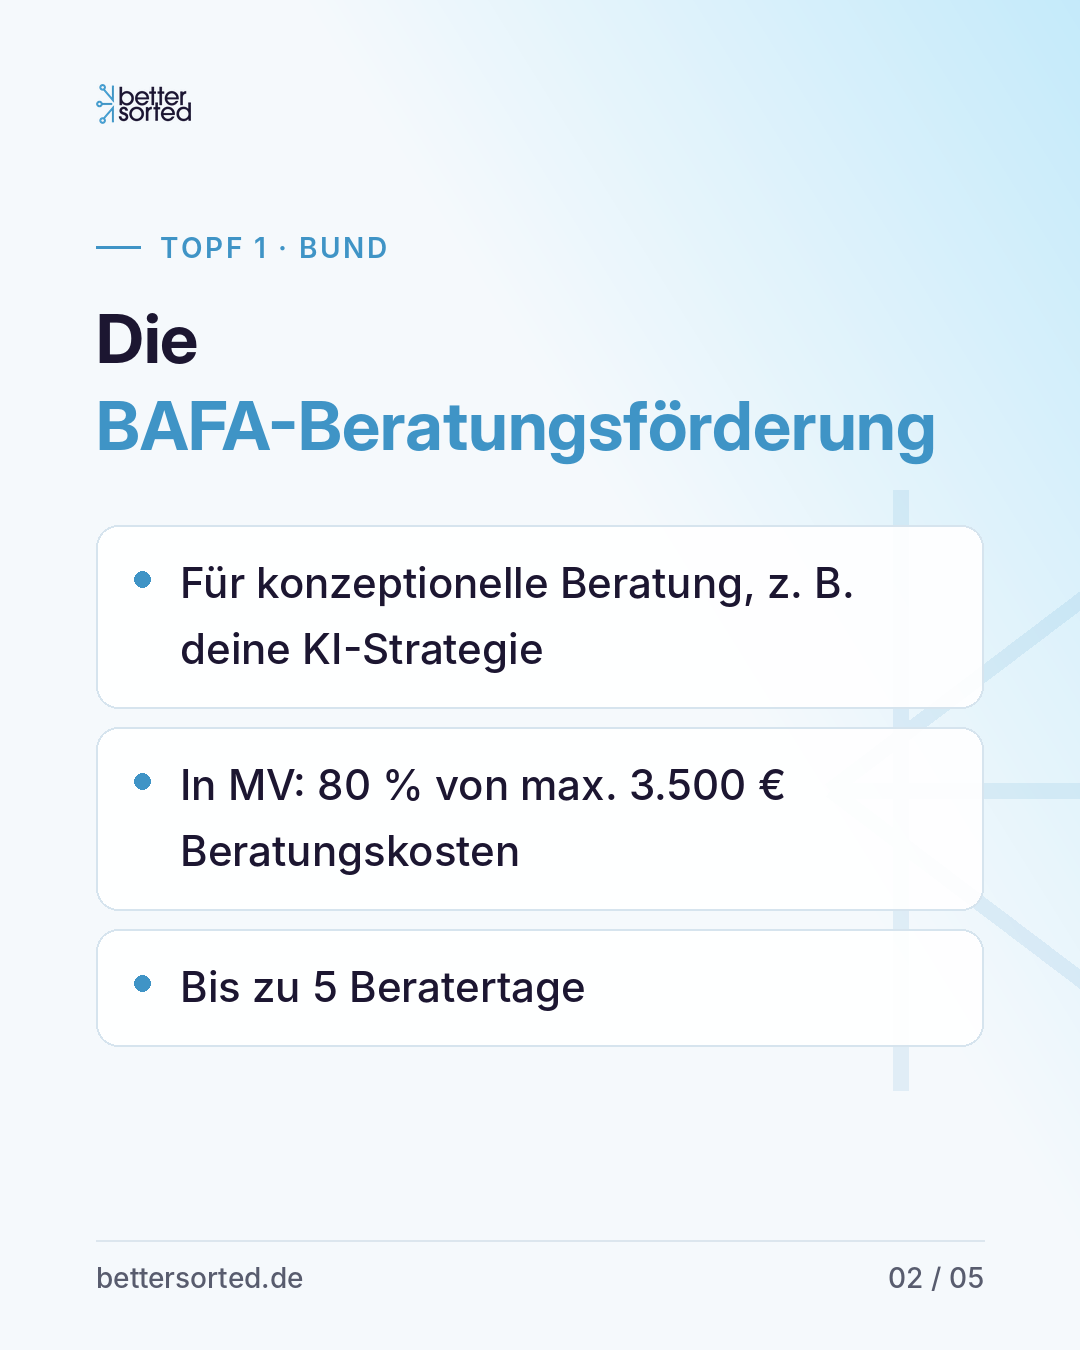 better
sorted
TOPF 1 · BUND
Die
BAFA-Beratungsförderung
Für konzeptionelle Beratung, z. B.
deine KI-Strategie
In MV: 80 % von max. 3.500 €
Beratungskosten
Bis zu 5 Beratertage
bettersorted.de
02 / 05